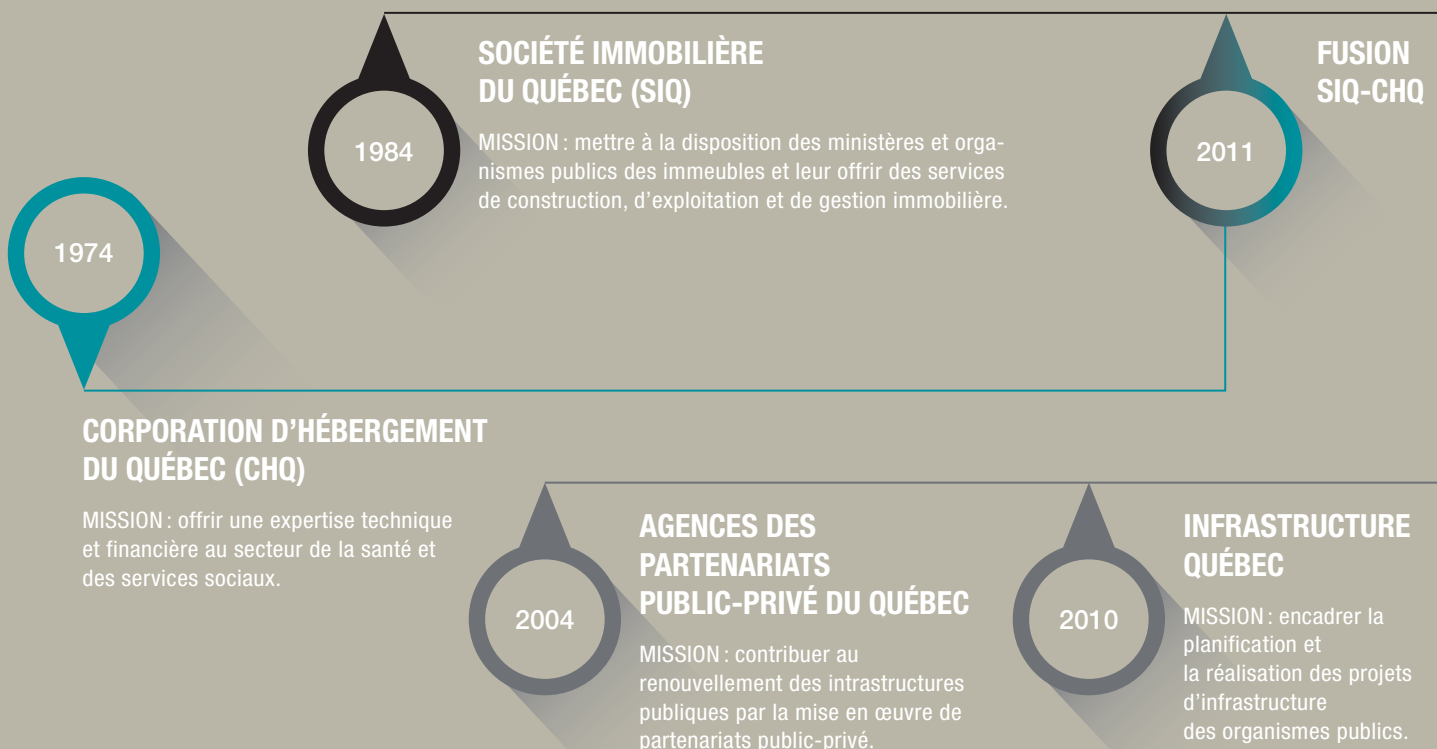 1984
SOCIÉTÉ IMMOBILIÈRE
DU QUÉBEC (SIQ)
MISSION : mettre à la disposition des ministères et orga-
nismes publics des immeubles et leur offrir des services
de construction, d’exploitation et de gestion immobilière.
2011
FUSION
SIQ-CHQ
1974
CORPORATION D’HÉBERGEMENT
DU QUÉBEC (CHQ)
MISSION : offrir une expertise technique
et financière au secteur de la santé et
des services sociaux.
2004
AGENCES DES
PARTENARIATS
PUBLIC-PRIVÉ DU QUÉBEC
MISSION : contribuer au
renouvellement des intrastructures
publiques par la mise en œuvre de
partenariats public-privé.
2010
INFRASTRUCTURE
QUÉBEC
MISSION : encadrer la
planification et
la réalisation des projets
d’infrastructure
des organismes publics.